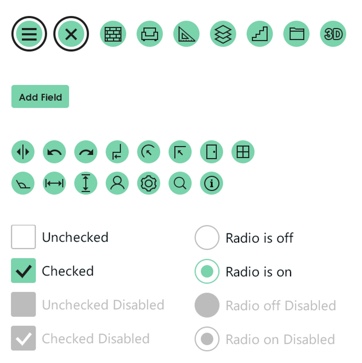 3D
Add Field
Unchecked
Radio is off
Checked
Radio is on
Unchecked Disabled
Radio off Disabled
Checked Disabled
Radio on Disabled